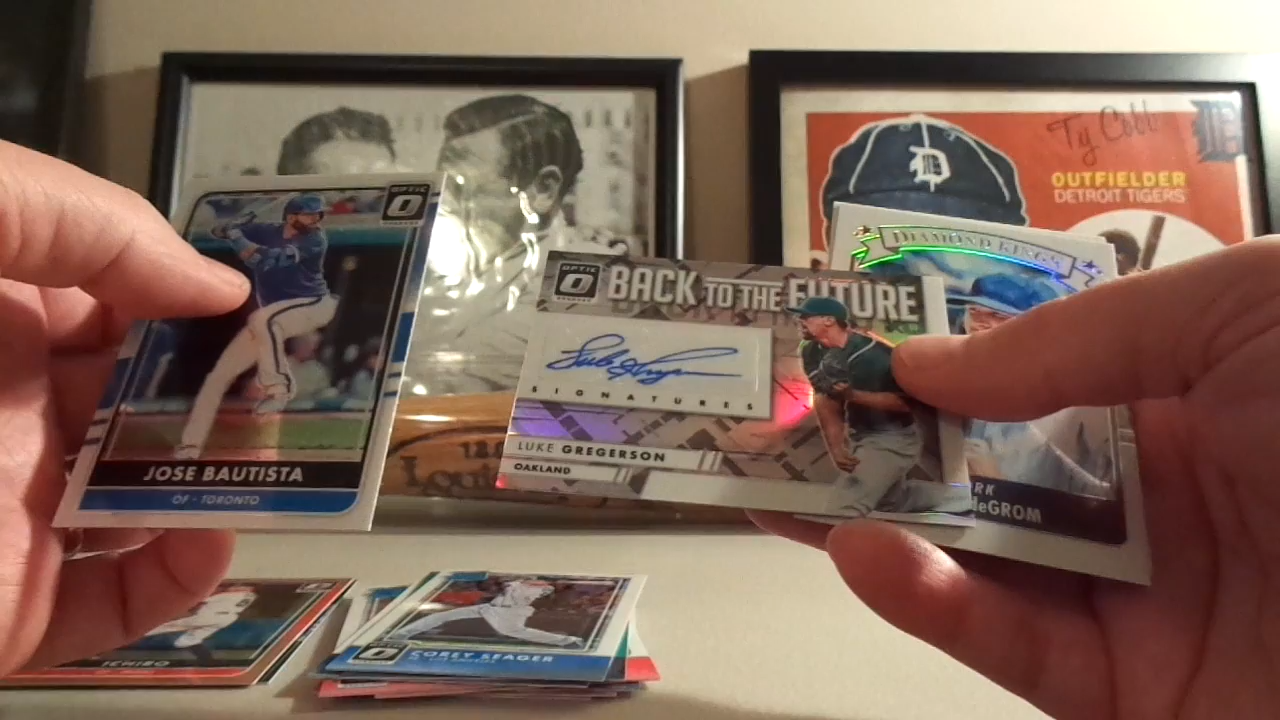 Ty Cobb
OUTFIELDER
DETROIT TIGERS
D
DIAMOND KINGS
OPTIC
JOSE BAUTISTA
OF - TORONTO
OPTIC
BACK TO THE FUTURE
SIGNATURES
LUKE GREGERSON
OAKLAND
RK
deGROM
ICHIRO
COREY SEAGER